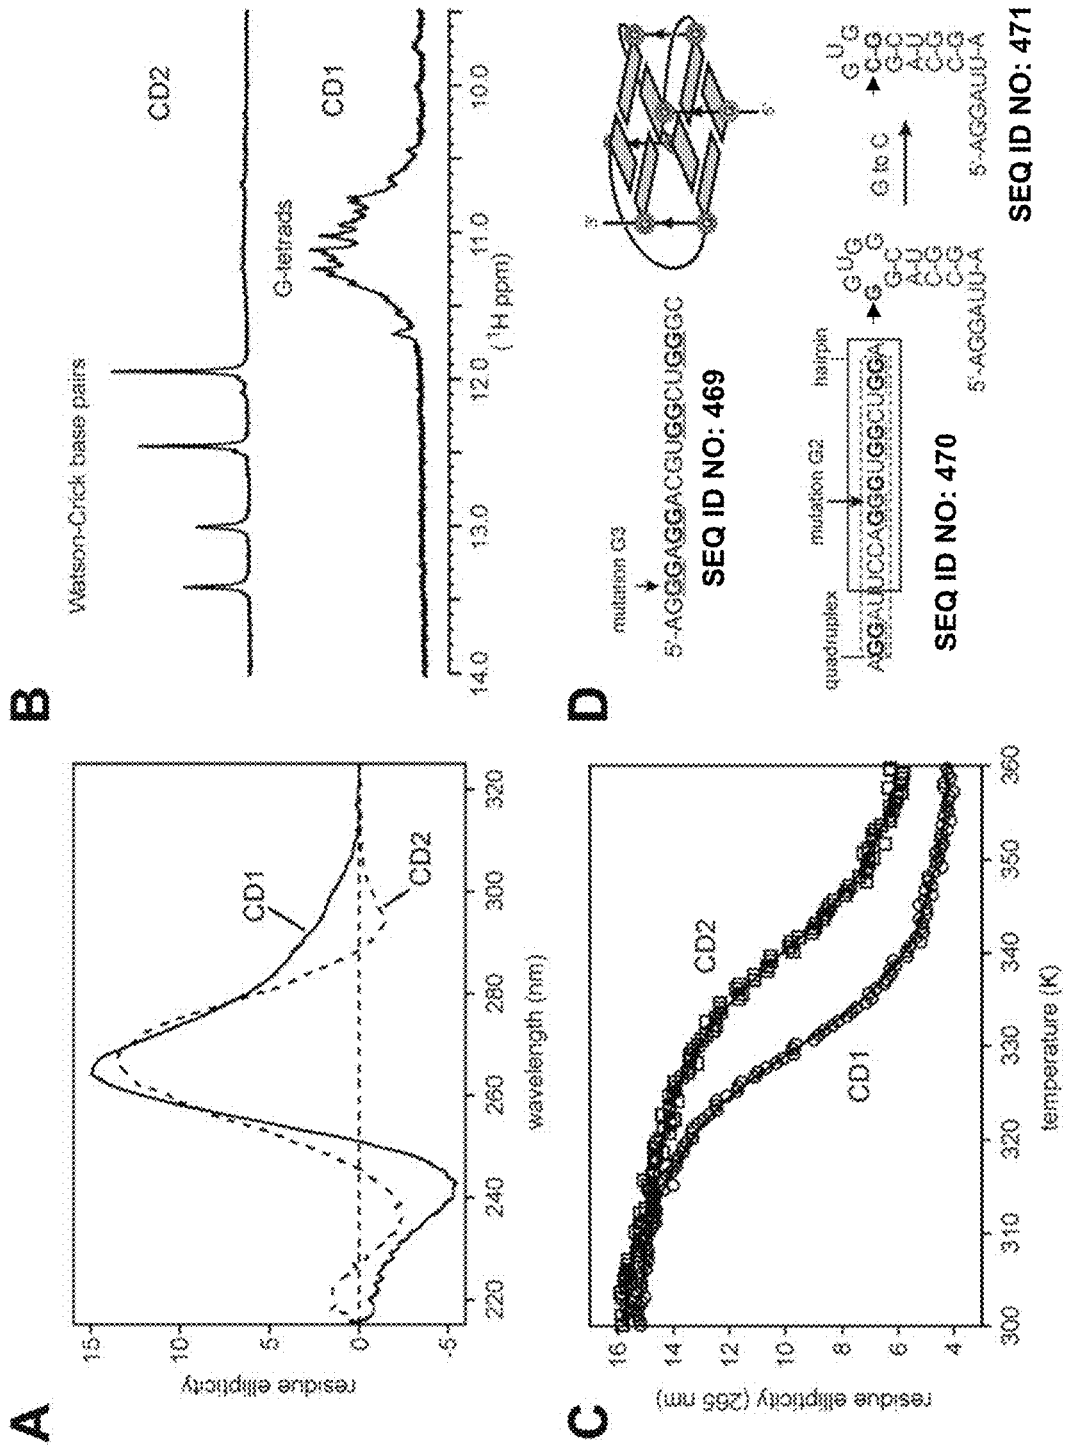 A
residue ellipticity
15
10
5
0
-5
CD1
CD2
220
240
260
280
300
320
wavelength (nm)
B
Watson-Crick base pairs
CD2
G-tetrads
CD1
14.0
13.0
12.0
11.0
10.0
(¹H ppm)
C
residue ellipticity (265 nm)
16
14
12
10
8
6
4
CD2
CD1
300
310
320
330
340
350
360
temperature (K)
D
mutation G3
5'-AGGGAGGACGUGGCUGGGC
SEQ ID NO: 469
3'
5'
quadruplex
mutation G2
hairpin
AGGAUUCCAGGGUGGCUGGA
SEQ ID NO: 470
G U G
G G
G-C
A-U
C-G
C-G
5'-AGGAUU-A
G to C
U
G G
C-G
G-C
A-U
C-G
C-G
5'-AGGAUU-A
SEQ ID NO: 471